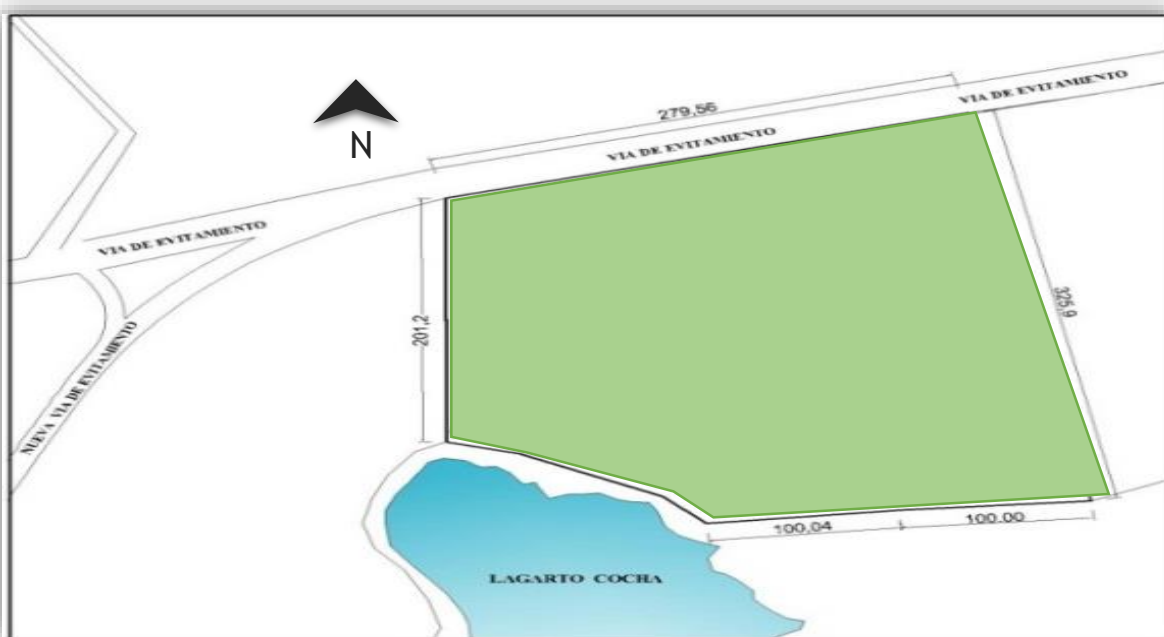 N
279,56
VIA DE EVITAMIENTO
VIA DE EVITAMIENTO
VIA DE EVITAMIENTO
201,2
325,9
NUEVA VIA DE EVITAMIENTO
100,04
100.00
LAGARTO COCHA